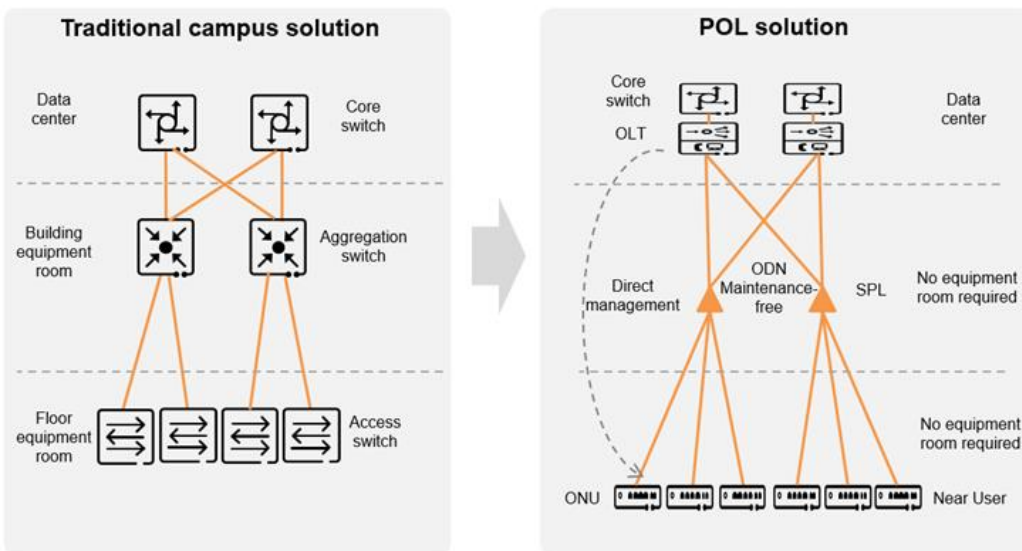 Traditional campus solution
Data
center
Core
switch
Building
equipment
room
Aggregation
switch
Floor
equipment
room
Access
switch
POL solution
Core
switch
OLT
Data
center
Direct
management
ODN
Maintenance-
free
SPL
No equipment
room required
No equipment
room required
ONU
Near User